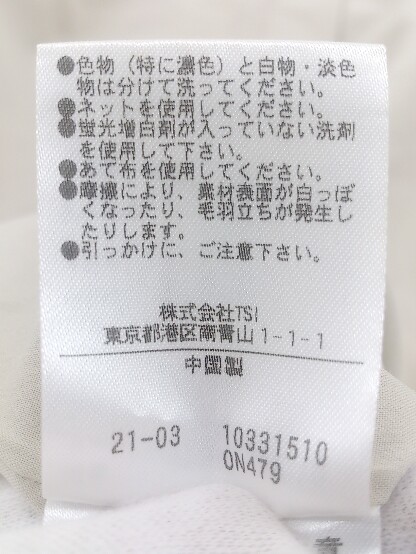 ●色物（特に濃色）と白物・淡色
物は分けて洗ってください。
●ネットを使用してください。
●蛍光増白剤が入っていない洗剤
を使用して下さい。
●あて布を使用してください。
●摩擦により、素材表面が白っぽ
くなったり、毛羽立ちが発生し
たりします。
●引っかけに、ご注意下さい。
株式会社TSI
東京都港区南青山1-1-1
中国製
21-03 10331510
0N479